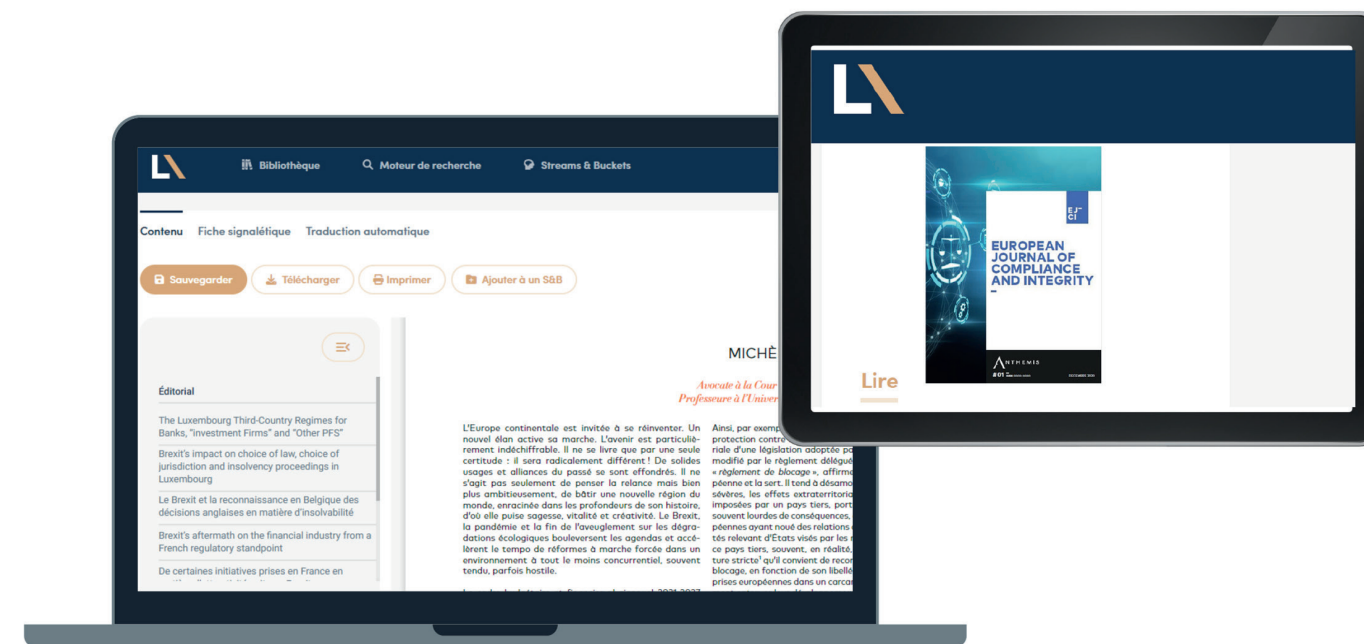 Bibliothèque
Moteur de recherche
Streams & Buckets
Contenu
Fiche signalétique
Traduction automatique
Sauvegarder
Télécharger
Imprimer
Ajouter à un S&B
Éditorial
The Luxembourg Third-Country Regimes for
Banks, "investment Firms" and "Other PFS"
Brexit's impact on choice of law, choice of
jurisdiction and insolvency proceedings in
Luxembourg
Le Brexit et la reconnaissance en Belgique des
décisions anglaises en matière d'insolvabilité
Brexit's aftermath on the financial industry from a
French regulatory standpoint
De certaines initiatives prises en France en
MICHÈ
Avocate à la Cour
Professeure à l'Univer
L'Europe continentale est invitée à se réinventer. Un
nouvel élan active sa marche. L'avenir est particuliè-
rement indéchiffrable. Il ne se livre que par une seule
certitude : il sera radicalement différent ! De solides
usages et alliances du passé se sont effondrés. Il ne
s'agit pas seulement de penser la relance mais bien
plus ambitieusement, de bâtir une nouvelle région du
monde, enracinée dans les profondeurs de son histoire,
d'où elle puise sagesse, vitalité et créativité. Le Brexit,
la pandémie et la fin de l'aveuglement sur les dégra-
dations écologiques bouleversent les agendas et accé-
lèrent le tempo de réformes à marche forcée dans un
environnement à tout le moins concurrentiel, souvent
tendu, parfois hostile.
Ainsi, par exemp
protection contre
riale d'une législation adoptée pa
modifié par le règlement délégué
« règlement de blocage », affirme
péenne et la sert. Il tend à désamo
sévères, les effets extraterritoria
imposées par un pays tiers, port
souvent lourdes de conséquences,
péennes ayant noué des relations
tés relevant d'États visés par les
ce pays tiers, souvent, en réalité,
ture stricte¹ qu'il convient de recon
blocage, en fonction de son libellé
prises européennes dans un carcan
EJ
CI
EUROPEAN
JOURNAL OF
COMPLIANCE
AND INTEGRITY
ANTHEMIS
#01
Lire